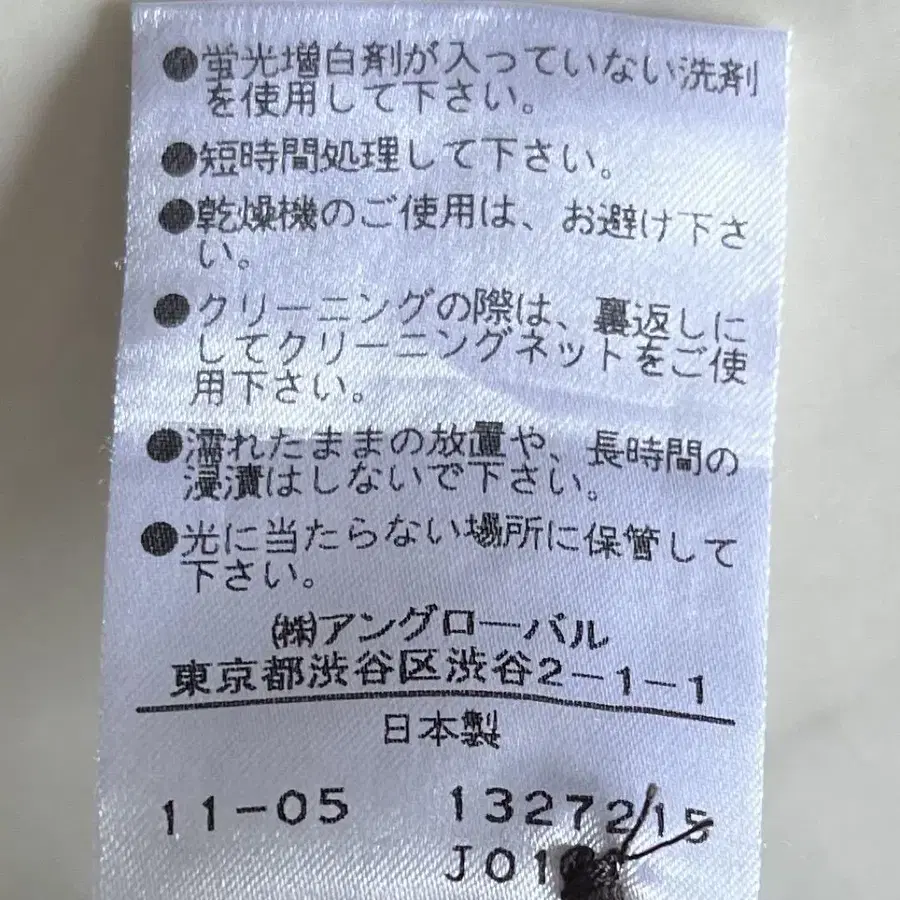 ●蛍光増白剤が入っていない洗剤
を使用して下さい。
●短時間処理して下さい。
●乾燥機のご使用は、お避け下さ
い。
●クリーニングの際は、裏返しに
してクリーニングネットをご使
用下さい。
●濡れたままの放置や、長時間の
浸漬はしないで下さい。
●光に当たらない場所に保管して
下さい。
㈱アングローバル
東京都渋谷区渋谷2-1-1
日本製
11-05 1327215